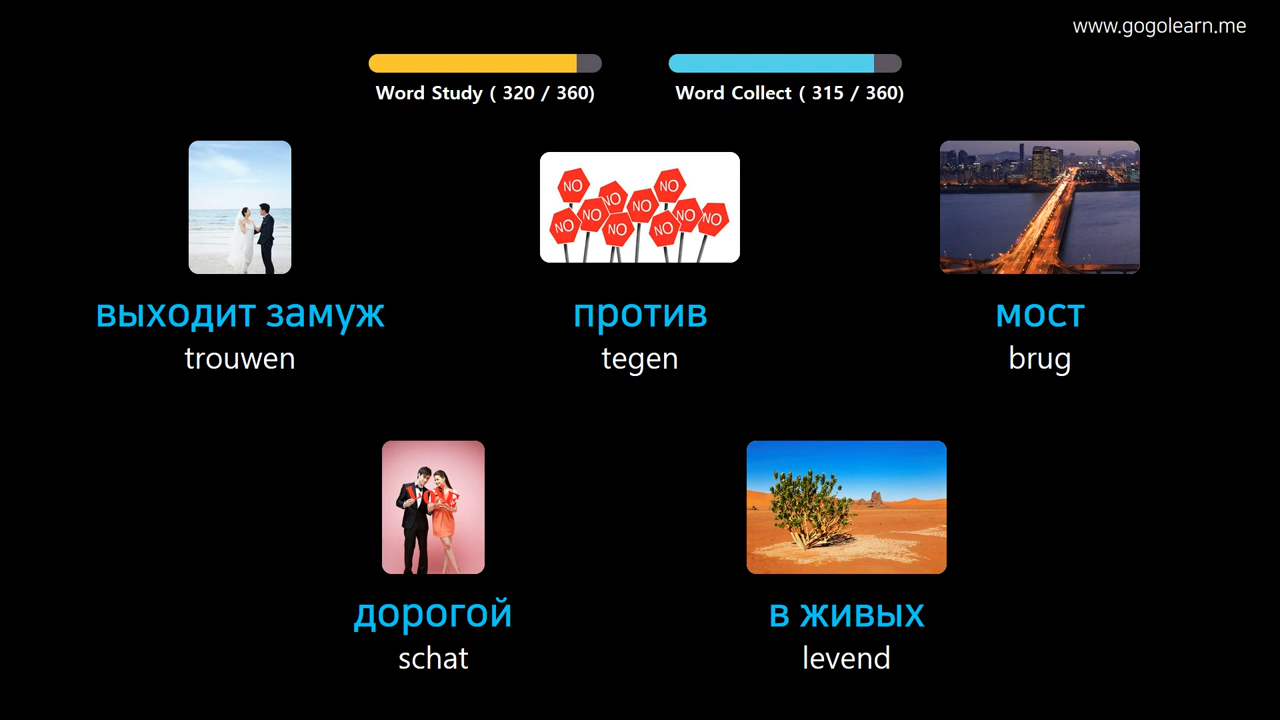 www.gogolearn.me
Word Study ( 320 / 360)
Word Collect ( 315 / 360)
NO
NO
NO
NO
NO
NO
NO
NO
NO
NO
выходит замуж
trouwen
против
tegen
мост
brug
LOVE
дорогой
schat
в живых
levend